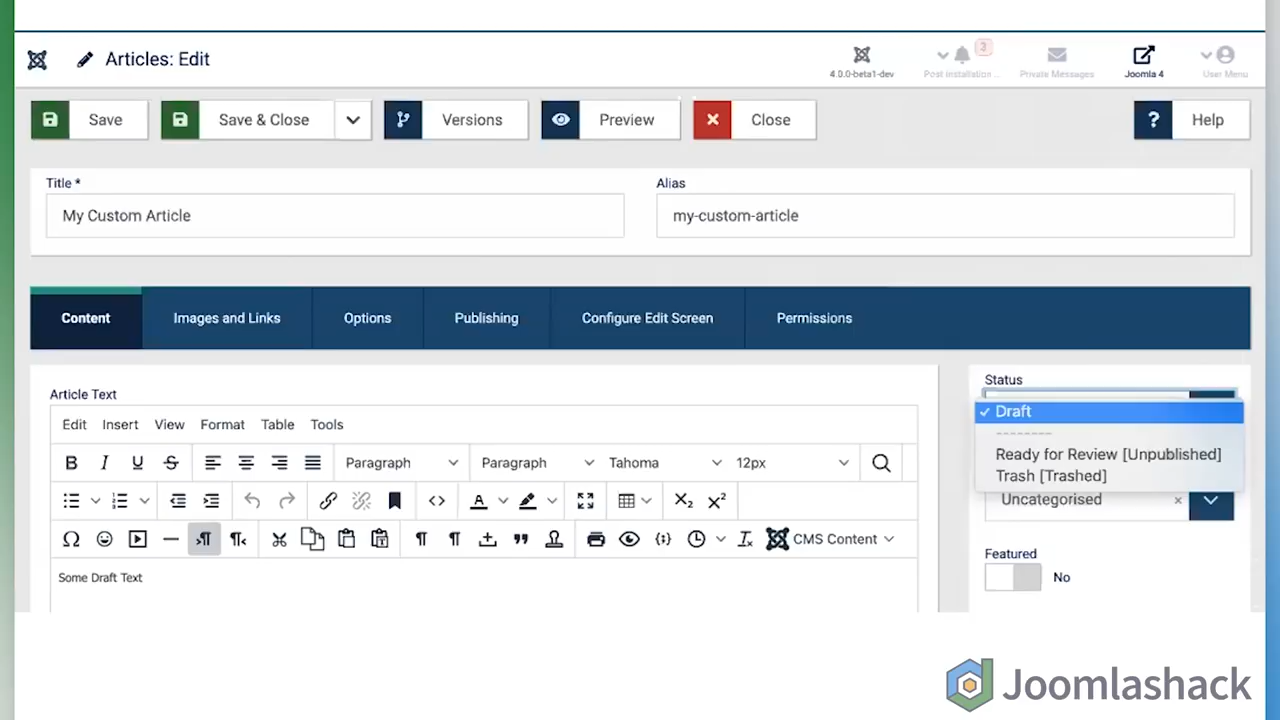 Articles: Edit
4.0.0-beta1-dev
3
Post Installation ...
Private Messages
Joomla 4
User Menu
Save
Save & Close
Versions
Preview
Close
? Help
Title *
Alias
My Custom Article
my-custom-article
Content
Images and Links
Options
Publishing
Configure Edit Screen
Permissions
Article Text
Status
Edit Insert View Format Table Tools
✓ Draft
--------
Ready for Review [Unpublished]
Trash [Trashed]
B I U S Paragraph Paragraph Tahoma 12px
Uncategorised ×
CMS Content
Featured
No
Some Draft Text
Joomlashack